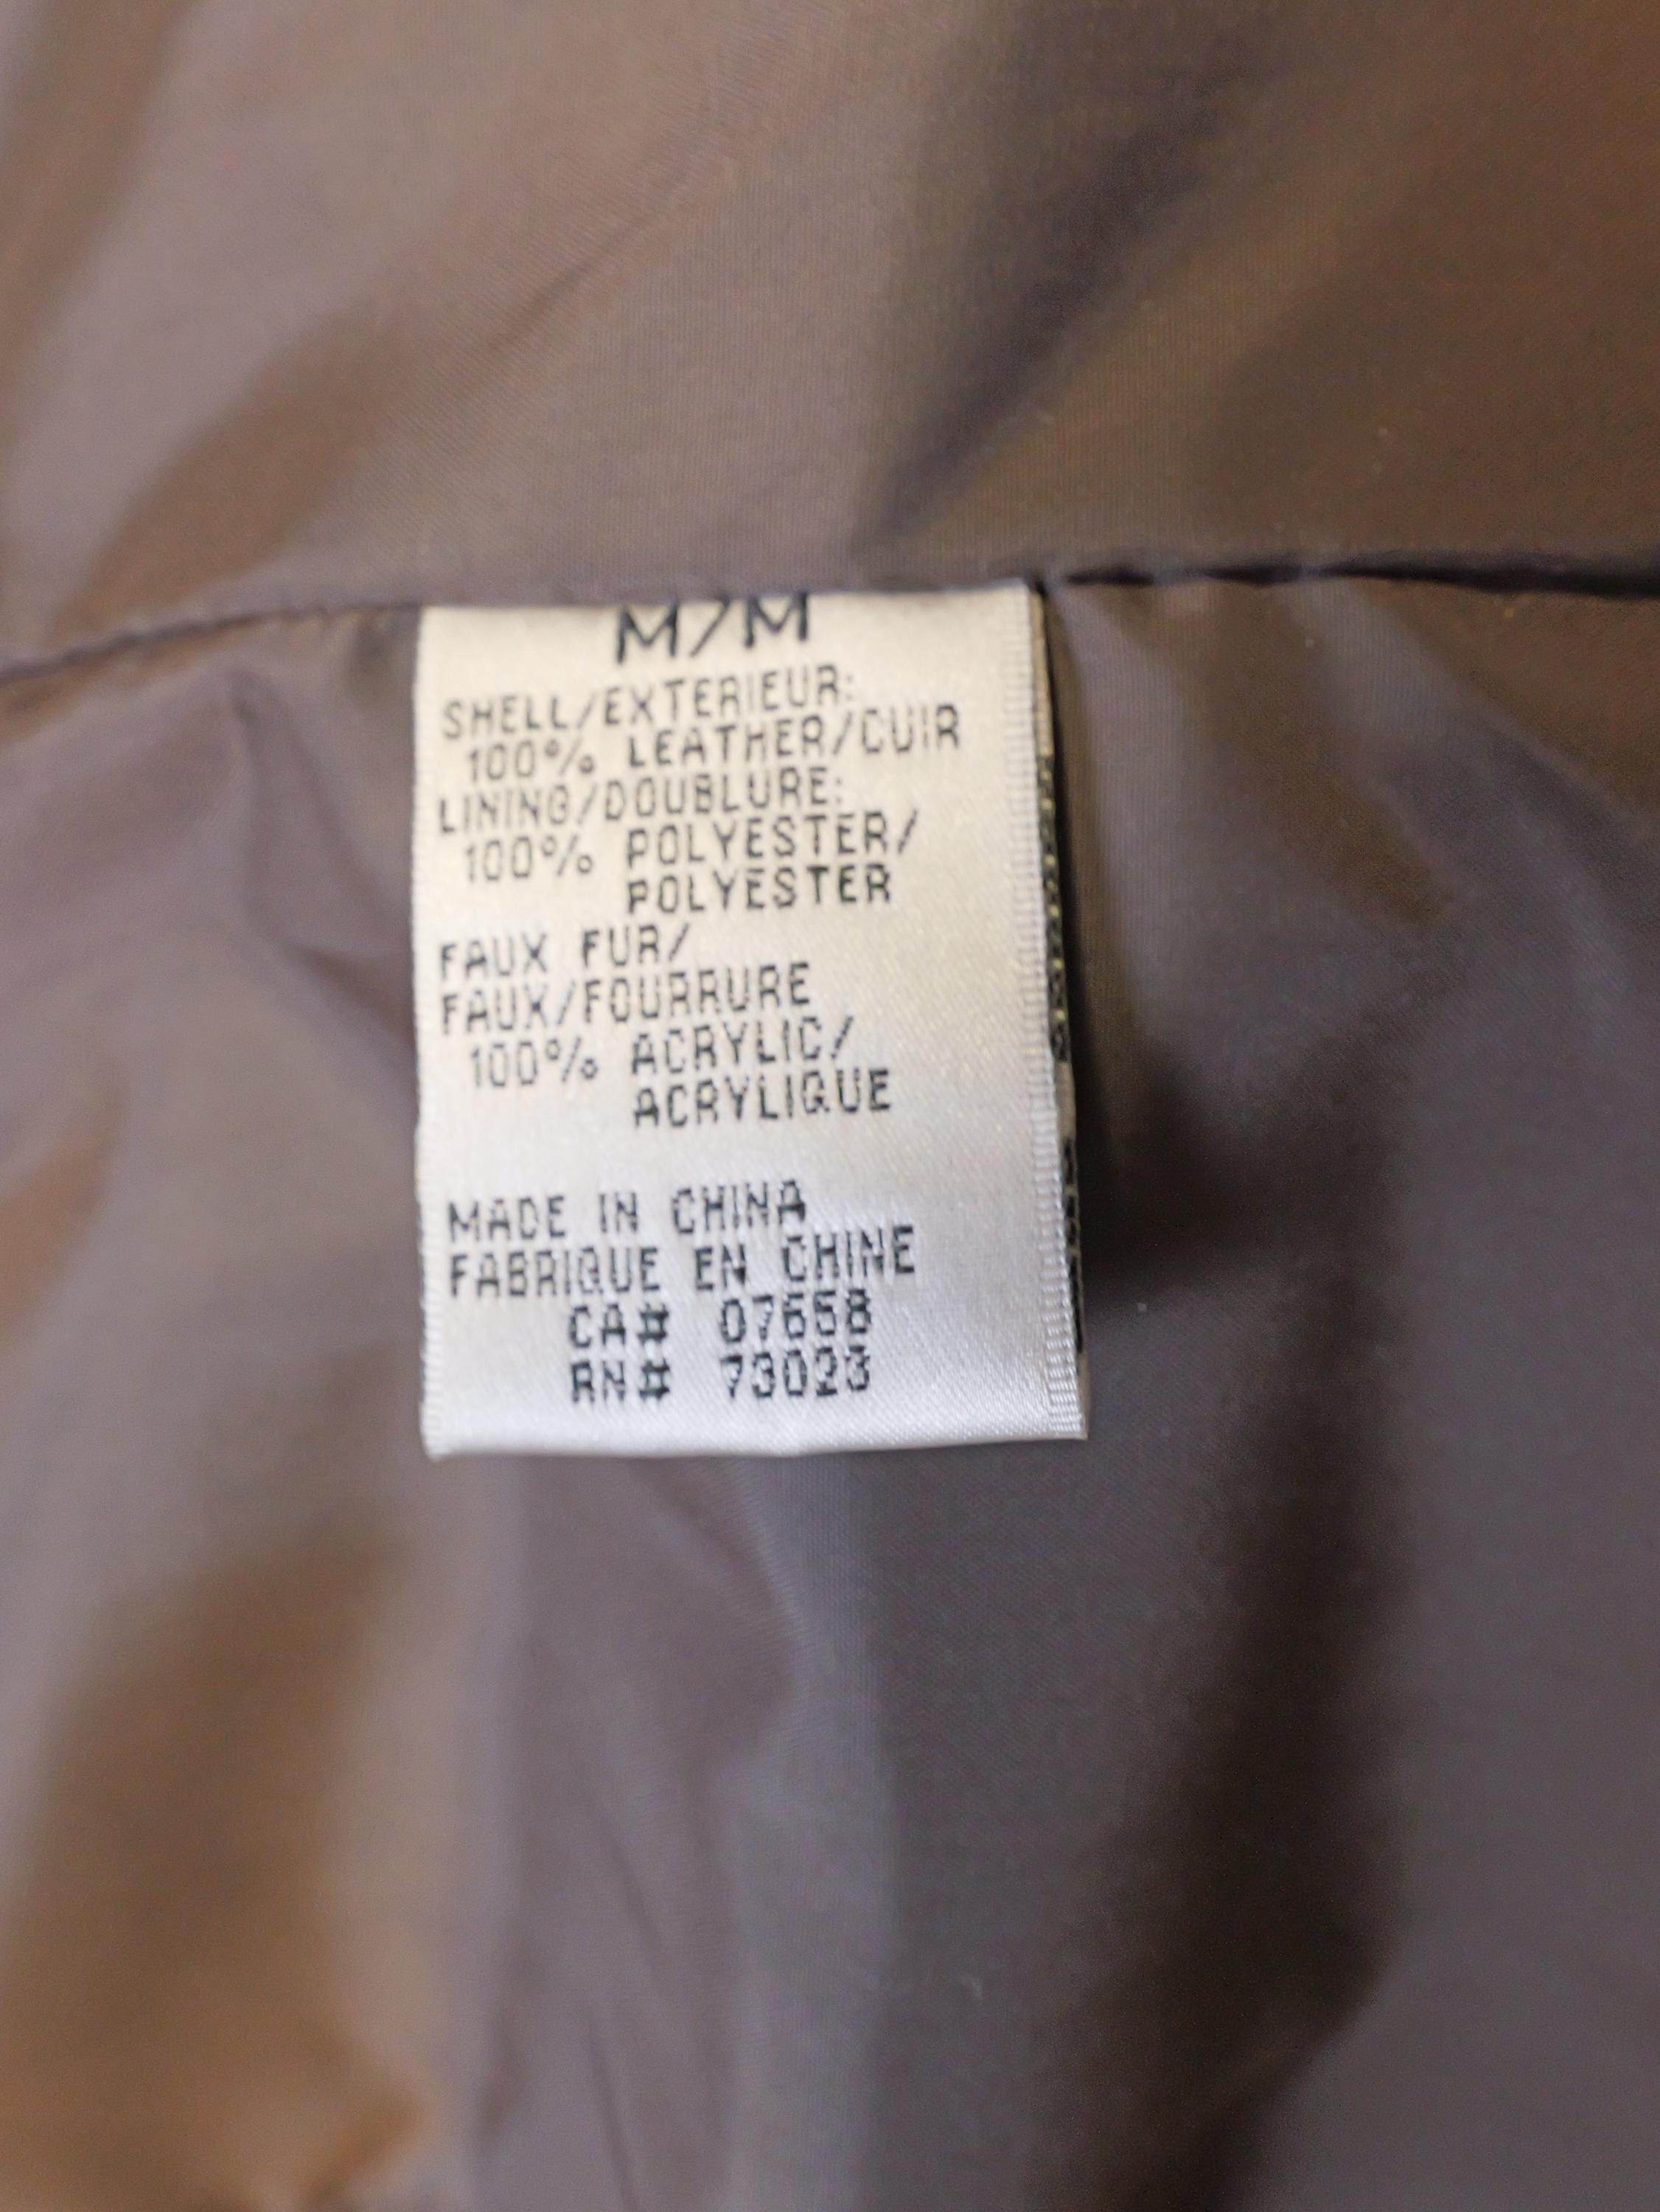 M/M
SHELL/EXTERIEUR:
100% LEATHER/CUIR
LINING/DOUBLURE:
100% POLYESTER/
POLYESTER
FAUX FUR/
FAUX/FOURRURE
100% ACRYLIC/
ACRYLIQUE
MADE IN CHINA
FABRIQUE EN CHINE
CA# 07658
RN# 73023